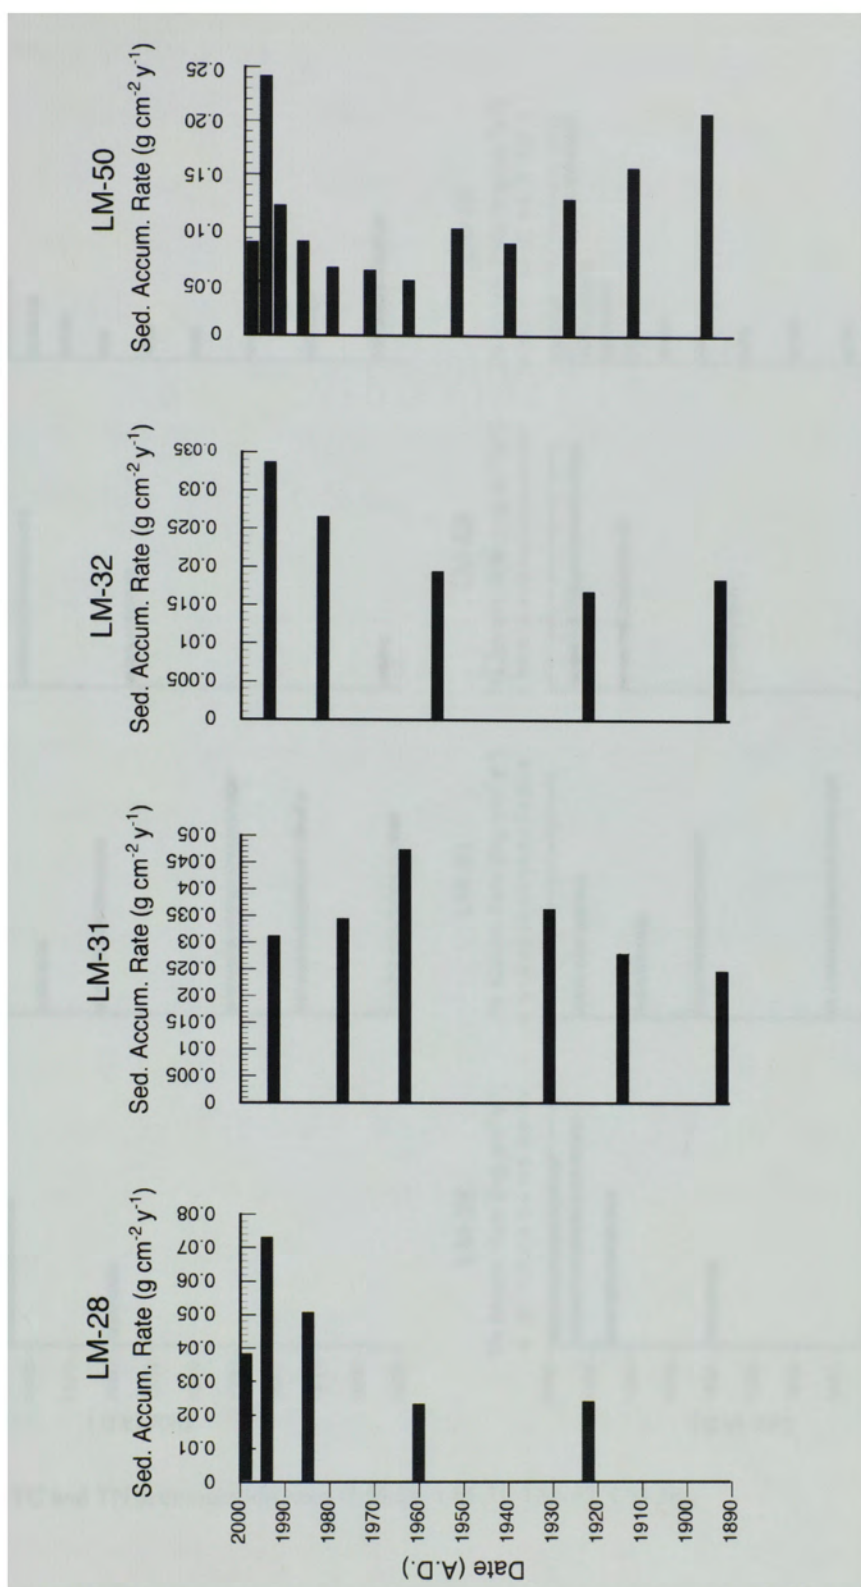 LM-28
Sed. Accum. Rate (g cm⁻² y⁻¹)
0 0.01 0.02 0.03 0.04 0.05 0.06 0.07 0.08
Date (A.D.)
2000
1990
1980
1970
1960
1950
1940
1930
1920
1910
1900
1890
LM-31
Sed. Accum. Rate (g cm⁻² y⁻¹)
0 0.005 0.01 0.015 0.02 0.025 0.03 0.035 0.04 0.045 0.05
LM-32
Sed. Accum. Rate (g cm⁻² y⁻¹)
0 0.005 0.01 0.015 0.02 0.025 0.03 0.035
LM-50
Sed. Accum. Rate (g cm⁻² y⁻¹)
0 0.05 0.10 0.15 0.20 0.25